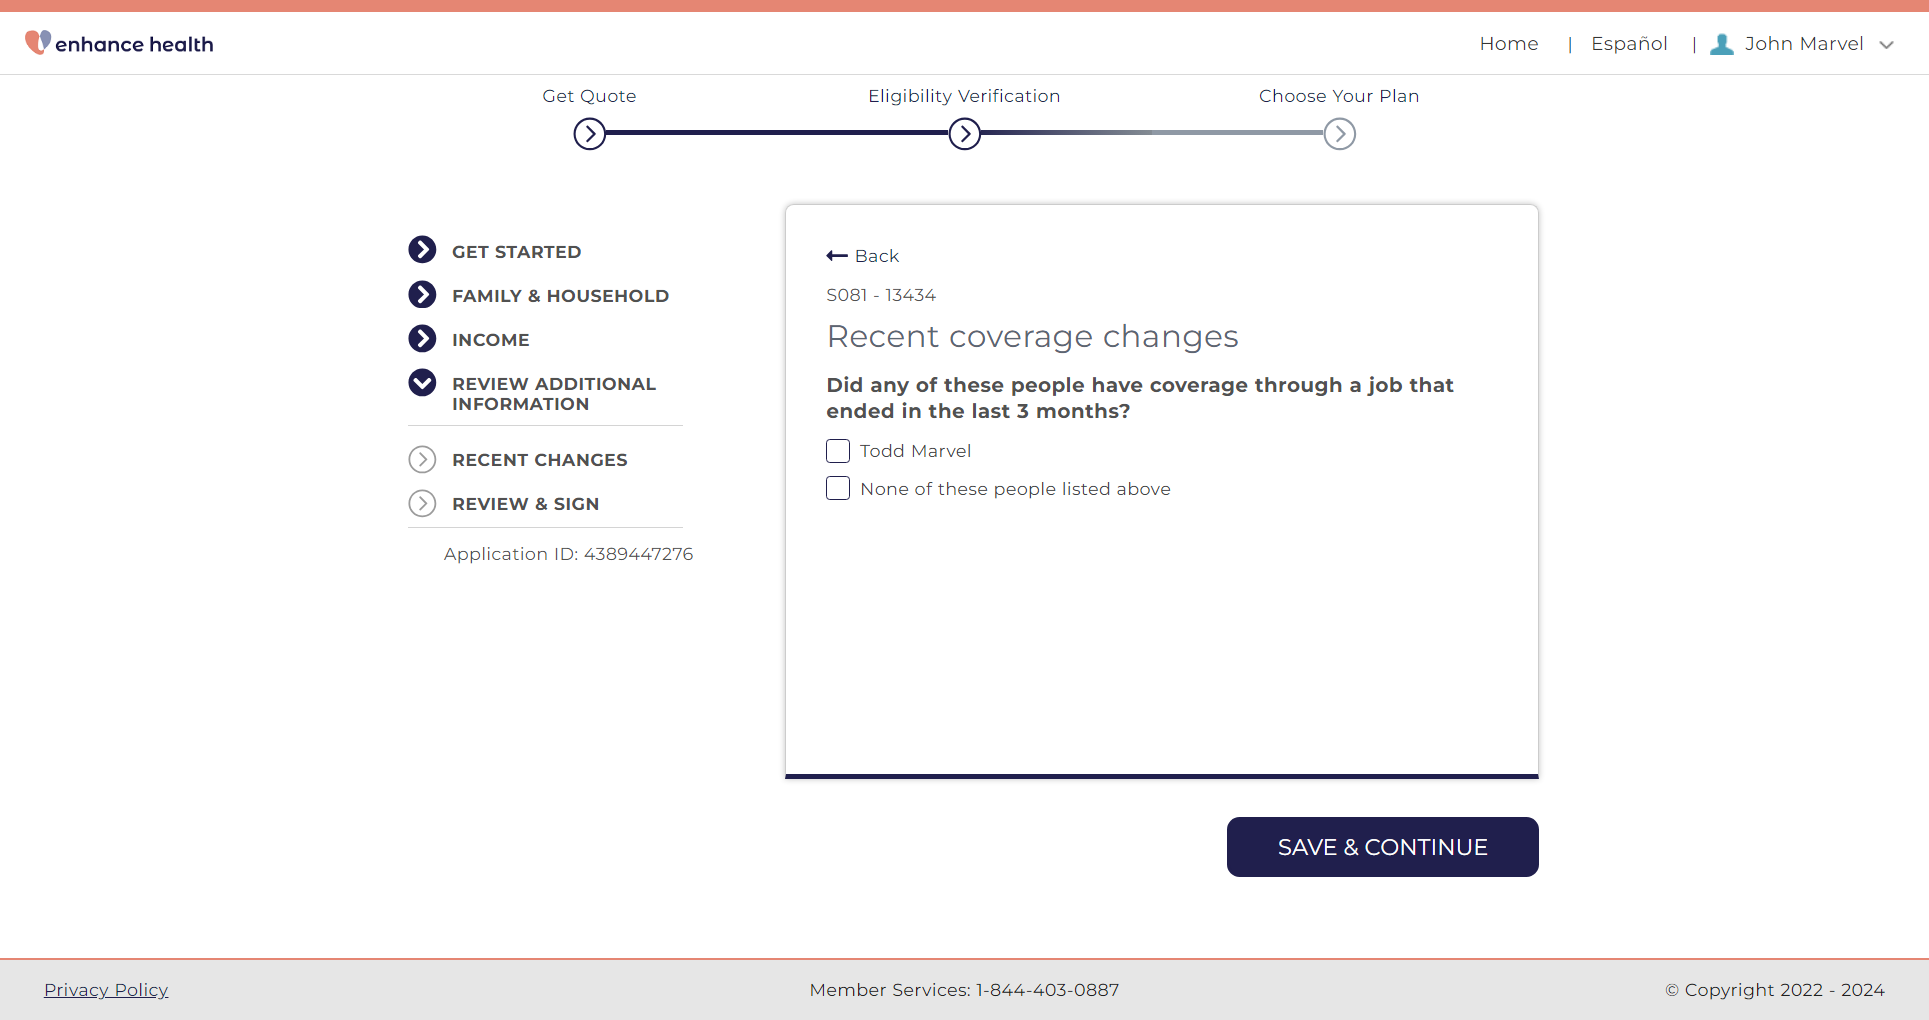 enhance health
Home | Español | John Marvel
Get Quote
Eligibility Verification
Choose Your Plan
GET STARTED
FAMILY & HOUSEHOLD
INCOME
REVIEW ADDITIONAL
INFORMATION
RECENT CHANGES
REVIEW & SIGN
Application ID: 4389447276
Back
S081 - 13434
Recent coverage changes
Did any of these people have coverage through a job that
ended in the last 3 months?
Todd Marvel
None of these people listed above
SAVE & CONTINUE
Privacy Policy
Member Services: 1-844-403-0887
© Copyright 2022 - 2024